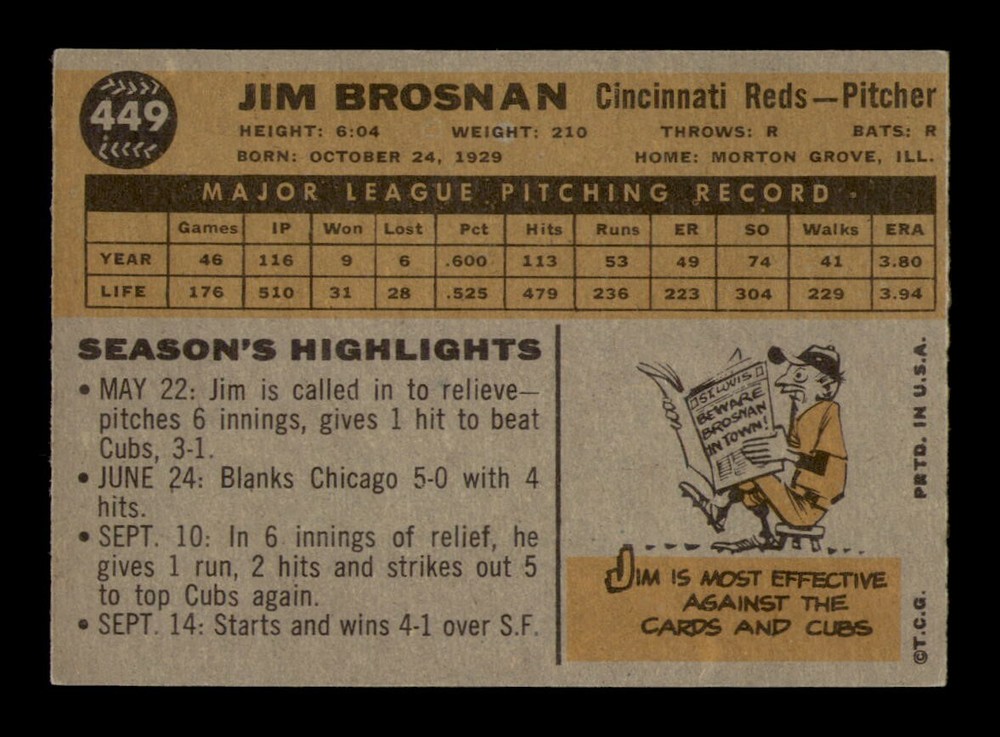 449
JIM BROSNAN Cincinnati Reds—Pitcher
HEIGHT: 6:04 WEIGHT: 210 THROWS: R BATS: R
BORN: OCTOBER 24, 1929 HOME: MORTON GROVE, ILL.
MAJOR LEAGUE PITCHING RECORD
Games IP Won Lost Pct Hits Runs ER SO Walks ERA
YEAR 46 116 9 6 .600 113 53 49 74 41 3.80
LIFE 176 510 31 28 .525 479 236 223 304 229 3.94
SEASON'S HIGHLIGHTS
• MAY 22: Jim is called in to relieve—
pitches 6 innings, gives 1 hit to beat
Cubs, 3-1.
• JUNE 24: Blanks Chicago 5-0 with 4
hits.
• SEPT. 10: In 6 innings of relief, he
gives 1 run, 2 hits and strikes out 5
to top Cubs again.
• SEPT. 14: Starts and wins 4-1 over S.F.
ST. LOUIS
BEWARE
BROSNAN
IN TOWN!
JIM IS MOST EFFECTIVE
AGAINST THE
CARDS AND CUBS
©T.C.G. PRTD. IN U.S.A.